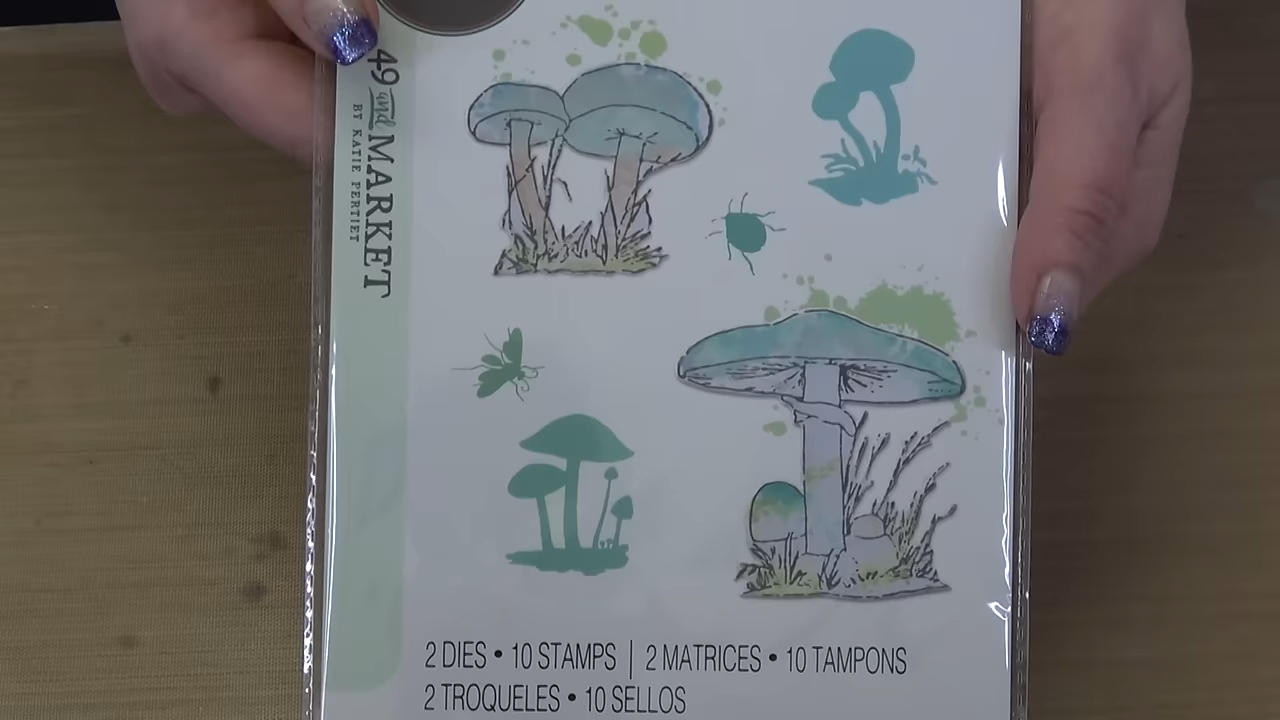 49 and MARKET
BY KATIE PERTIET
2 DIES • 10 STAMPS | 2 MATRICES • 10 TAMPONS
2 TROQUELES • 10 SELLOS